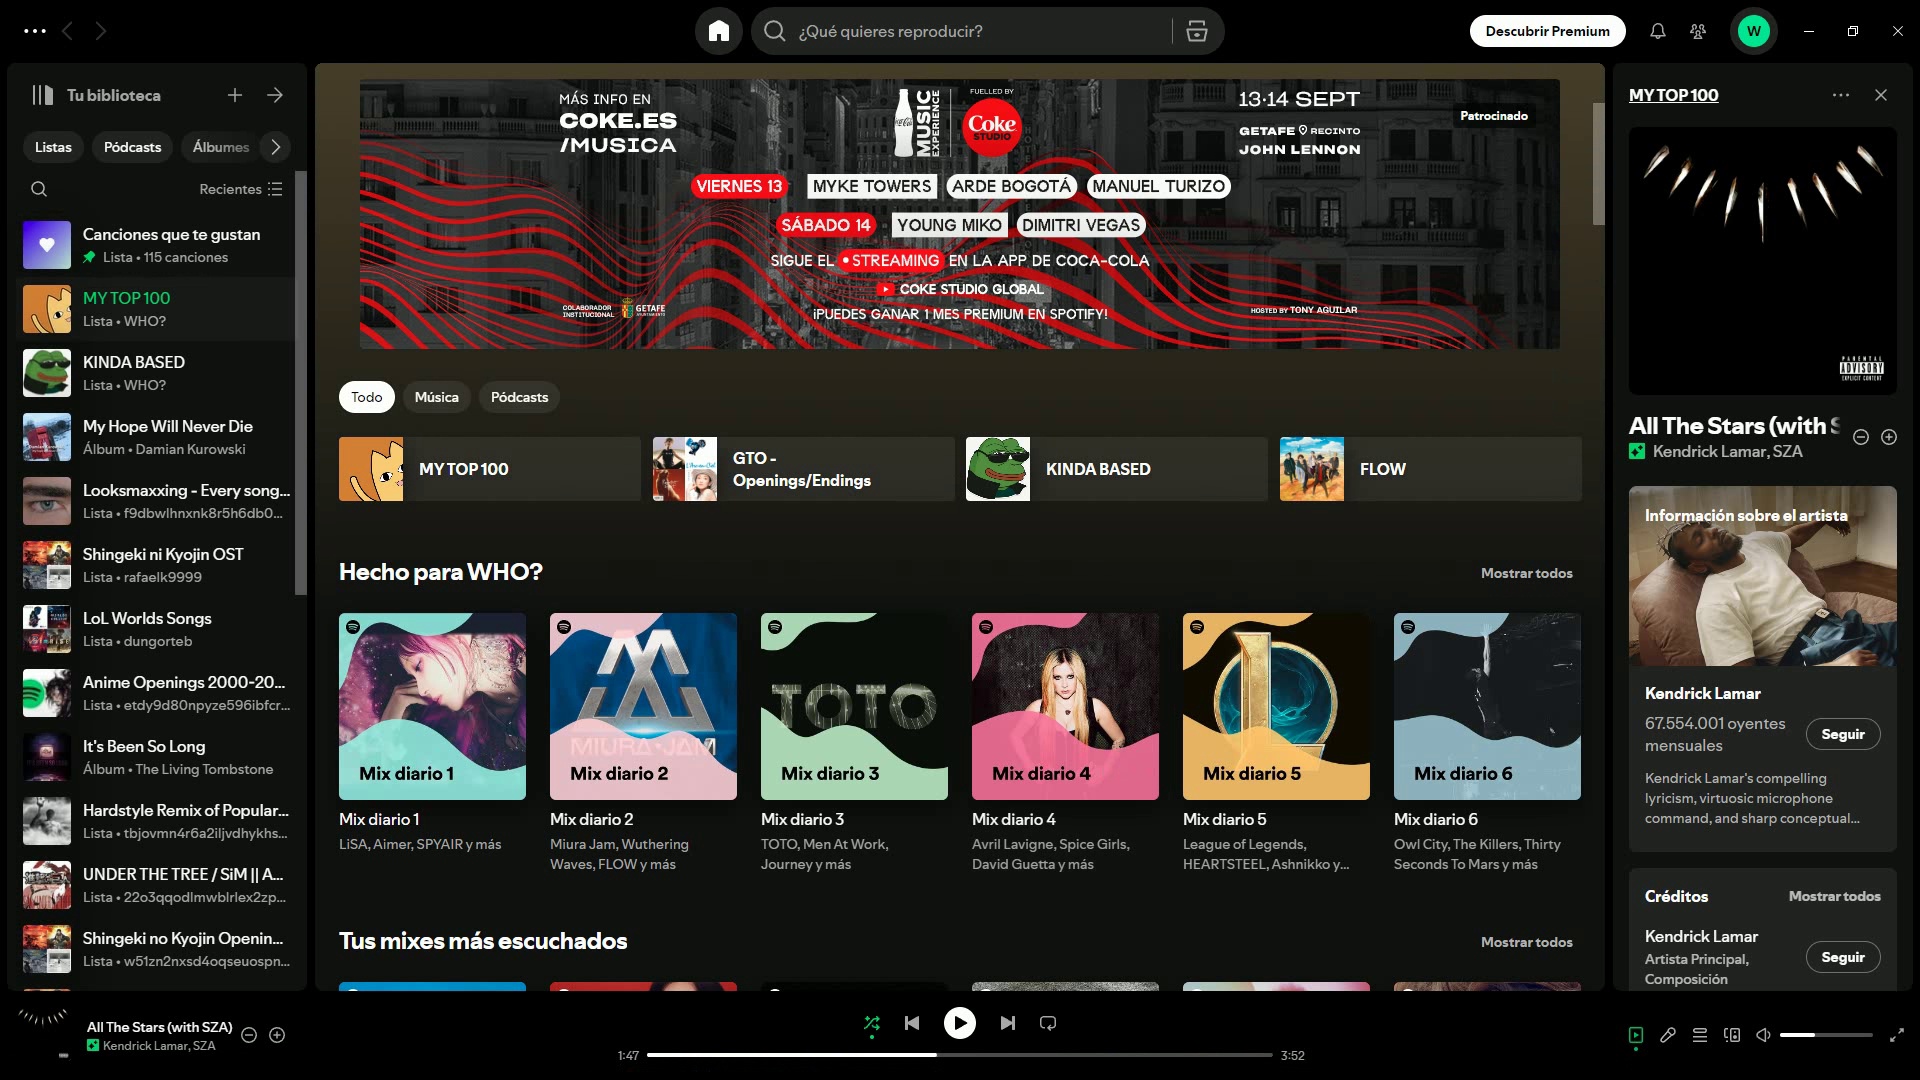 ¿Qué quieres reproducir?
Descubrir Premium
W
Tu biblioteca
Listas
Pódcasts
Álbumes
Recientes
Canciones que te gustan
Lista • 115 canciones
MY TOP 100
Lista • WHO?
KINDA BASED
Lista • WHO?
My Hope Will Never Die
Álbum • Damian Kurowski
Looksmaxxing - Every song...
Lista • f9dbwlhnxnk8r5h6db0...
Shingeki ni Kyojin OST
Lista • rafaelk9999
LoL Worlds Songs
Lista • dungorteb
Anime Openings 2000-20...
Lista • etdy9d80npyze596ibfcr...
It's Been So Long
Álbum • The Living Tombstone
Hardstyle Remix of Popular...
Lista • tbjovmn4r6a2iljvdhykhs...
UNDER THE TREE / SiM || A...
Lista • 22o3qqodlmwblrlex2zp...
Shingeki no Kyojin Openin...
Lista • w51zn2nxsd4oqseuospn...
MÁS INFO EN
COKE.ES
/MUSICA
Coca-Cola
MUSIC
EXPERIENCE
FUELLED BY
Coke
STUDIO
13·14 SEPT
GETAFE RECINTO
JOHN LENNON
Patrocinado
VIERNES 13 MYKE TOWERS ARDE BOGOTÁ MANUEL TURIZO
SÁBADO 14 YOUNG MIKO DIMITRI VEGAS
SIGUE EL • STREAMING EN LA APP DE COCA-COLA
COKE STUDIO GLOBAL
¡PUEDES GANAR 1 MES PREMIUM EN SPOTIFY!
COLABORADOR
INSTITUCIONAL
GETAFE
HOSTED BY TONY AGUILAR
Todo
Música
Pódcasts
MY TOP 100
GTO -
Openings/Endings
KINDA BASED
FLOW
Hecho para WHO?
Mostrar todos
Mix diario 1
MIURA JAM
Mix diario 2
TOTO
Mix diario 3
Mix diario 4
Mix diario 5
Mix diario 6
Mix diario 1
LiSA, Aimer, SPYAIR y más
Mix diario 2
Miura Jam, Wuthering
Waves, FLOW y más
Mix diario 3
TOTO, Men At Work,
Journey y más
Mix diario 4
Avril Lavigne, Spice Girls,
David Guetta y más
Mix diario 5
League of Legends,
HEARTSTEEL, Ashnikko y...
Mix diario 6
Owl City, The Killers, Thirty
Seconds To Mars y más
Tus mixes más escuchados
Mostrar todos
MY TOP 100
PARENTAL
ADVISORY
EXPLICIT CONTENT
All The Stars (with S
Kendrick Lamar, SZA
Información sobre el artista
Kendrick Lamar
67.554.001 oyentes
mensuales
Seguir
Kendrick Lamar's compelling
lyricism, virtuosic microphone
command, and sharp conceptual...
Créditos
Mostrar todos
Kendrick Lamar
Artista Principal,
Composición
Seguir
All The Stars (with SZA)
Kendrick Lamar, SZA
1:47
3:52